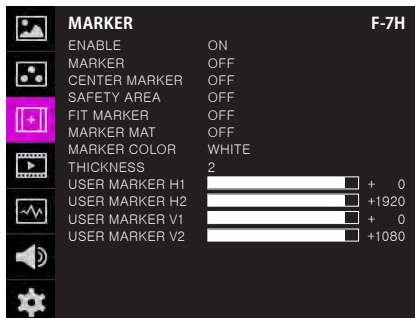 MARKER F-7H
ENABLE ON
MARKER OFF
CENTER MARKER OFF
SAFETY AREA OFF
FIT MARKER OFF
MARKER MAT OFF
MARKER COLOR WHITE
THICKNESS 2
USER MARKER H1 + 0
USER MARKER H2 +1920
USER MARKER V1 + 0
USER MARKER V2 +1080